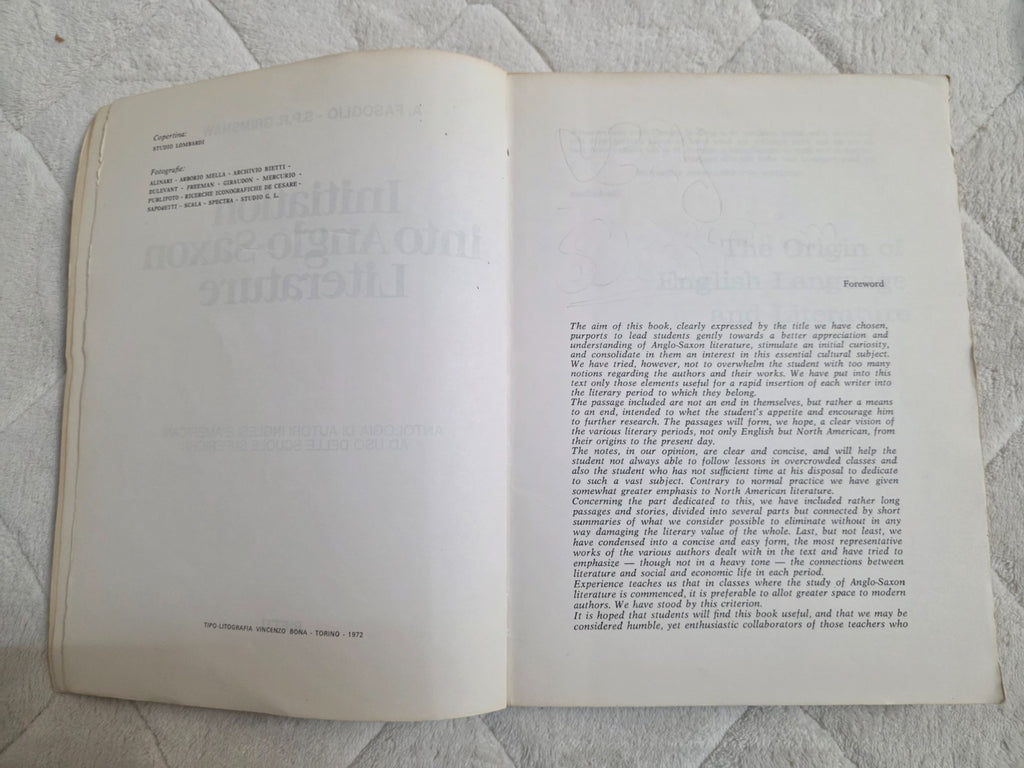 Copertina:
STUDIO LOMBARDI
Fotografie:
ALINARI - ARBORIO MELLA - ARCHIVIO RIETTI -
DULEVANT - FREEMAN - GIRAUDON - MERCURIO -
PUBLIFOTO - RICERCHE ICONOGRAFICHE DE CESARE -
SAPORETTI - SCALA - SPECTRA - STUDIO G. L.
Initiation
into Anglo-Saxon
Literature
TIPO-LITOGRAFIA VINCENZO BONA - TORINO - 1972
The Origin of
English Language
and Literature
Foreword
The aim of this book, clearly expressed by the title we have chosen,
purports to lead students gently towards a better appreciation and
understanding of Anglo-Saxon literature, stimulate an initial curiosity,
and consolidate in them an interest in this essential cultural subject.
We have tried, however, not to overwhelm the student with too many
notions regarding the authors and their works. We have put into this
text only those elements useful for a rapid insertion of each writer into
the literary period to which they belong.
The passage included are not an end in themselves, but rather a means
to an end, intended to whet the student's appetite and encourage him
to further research. The passages will form, we hope, a clear vision of
the various literary periods, not only English but North American, from
their origins to the present day.
The notes, in our opinion, are clear and concise, and will help the
student not always able to follow lessons in overcrowded classes and
also the student who has not sufficient time at his disposal to dedicate
to such a vast subject. Contrary to normal practice we have given
somewhat greater emphasis to North American literature.
Concerning the part dedicated to this, we have included rather long
passages and stories, divided into several parts but connected by short
summaries of what we consider possible to eliminate without in any
way damaging the literary value of the whole. Last, but not least, we
have condensed into a concise and easy form, the most representative
works of the various authors dealt with in the text and have tried to
emphasize — though not in a heavy tone — the connections between
literature and social and economic life in each period.
Experience teaches us that in classes where the study of Anglo-Saxon
literature is commenced, it is preferable to allot greater space to modern
authors. We have stood by this criterion.
It is hoped that students will find this book useful, and that we may be
considered humble, yet enthusiastic collaborators of those teachers who